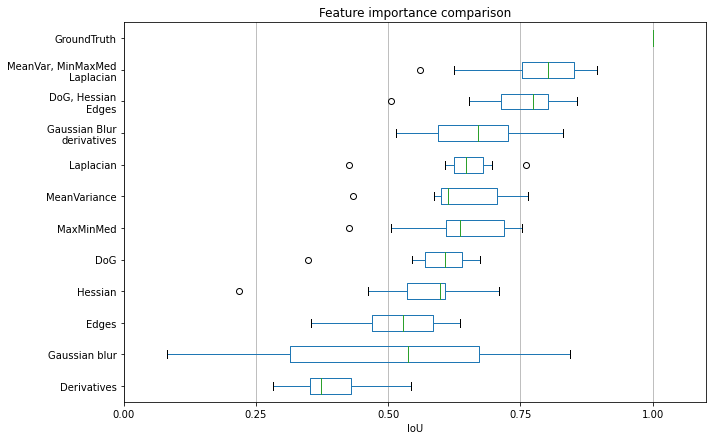 Feature importance comparison
GroundTruth
MeanVar, MinMaxMed
Laplacian
DoG, Hessian
Edges
Gaussian Blur
derivatives
Laplacian
MeanVariance
MaxMinMed
DoG
Hessian
Edges
Gaussian blur
Derivatives
0.00 0.25 0.50 0.75 1.00
IoU